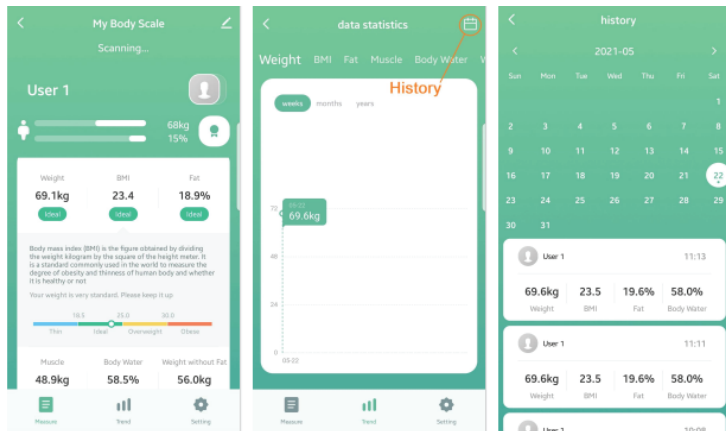 My Body Scale
Scanning...
User 1
68kg
15%
Weight BMI Fat
69.1kg 23.4 18.9%
Ideal Ideal Ideal
Body mass index (BMI) is the figure obtained by dividing
the weight kilogram by the square of the height meter. It
is a standard commonly used in the world to measure the
degree of obesity and thinness of human body and whether
it is healthy or not
Your weight is very standard. Please keep it up
18.5 25.0 30.0
Thin Ideal Overweight Obese
Muscle Body Water Weight without Fat
48.9kg 58.5% 56.0kg
Measure Trend Setting
data statistics
Weight BMI Fat Muscle Body Water
History
weeks months years
72
05-22
69.6kg
48
24
0
05-22
Measure Trend Setting
history
2021-05
Sun Mon Tue Wed Thu Fri Sat
1
2 3 4 5 6 7 8
9 10 11 12 13 14 15
16 17 18 19 20 21 22
23 24 25 26 27 28 29
30 31
User 1 11:13
69.6kg 23.5 19.6% 58.0%
Weight BMI Fat Body Water
User 1 11:11
69.6kg 23.5 19.6% 58.0%
Weight BMI Fat Body Water
User 1